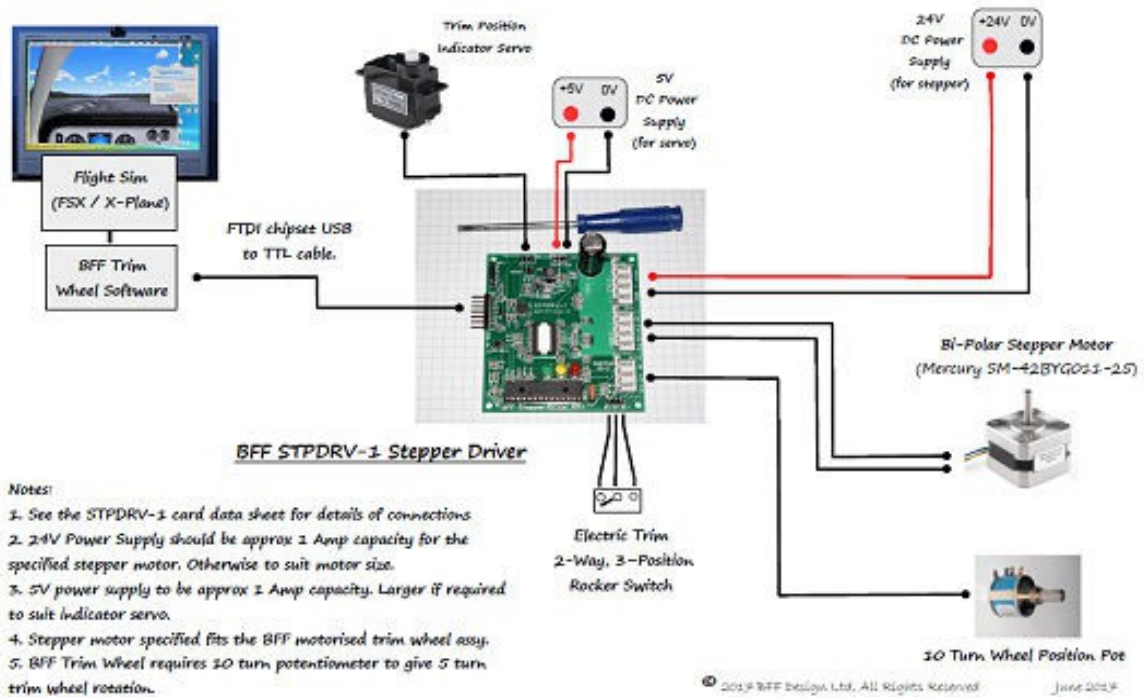 Trim Position
Indicator Servo
24V
DC Power
Supply
(for stepper)
+24V 0V
5V
DC Power
Supply
(for servo)
+5V 0V
Flight Sim
(FSX / X-Plane)
BFF Trim
Wheel Software
FTDI chipset USB
to TTL cable.
Bi-Polar Stepper Motor
(Mercury SM-42BYG011-25)
BFF STPDRV-1 Stepper Driver
Electric Trim
2-Way, 3-Position
Rocker Switch
10 Turn Wheel Position Pot
Notes:
1. See the STPDRV-1 card data sheet for details of connections
2. 24V Power Supply should be approx 1 Amp capacity for the
specified stepper motor. Otherwise to suit motor size.
3. 5V power supply to be approx 1 Amp capacity. Larger if required
to suit indicator servo.
4. Stepper motor specified fits the BFF motorised trim wheel assy.
5. BFF Trim Wheel requires 10 turn potentiometer to give 5 turn
trim wheel rotation.
© 2017 BFF Design Ltd, All Rights Reserved June 2017